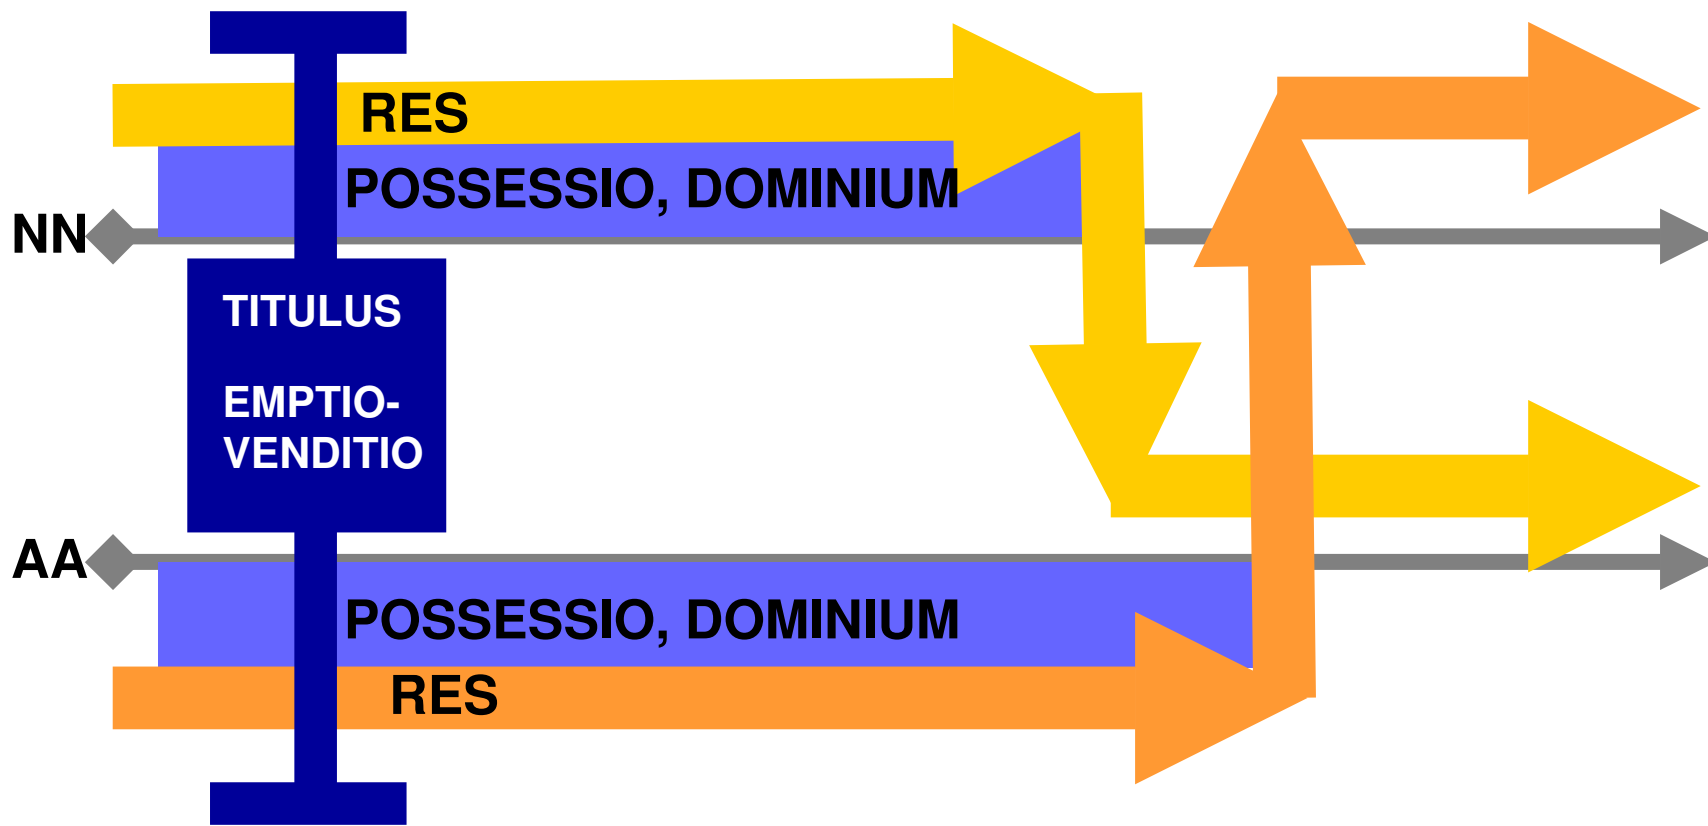 RES
POSSESSIO, DOMINIUM
NN
TITULUS
EMPTIO-
VENDITIO
AA
POSSESSIO, DOMINIUM
RES